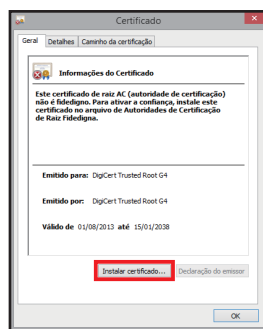 Certificado
Geral Detalhes Caminho da certificação
Informações do Certificado
Este certificado de raiz AC (autoridade de certificação)
não é fidedigno. Para ativar a confiança, instale este
certificado no arquivo de Autoridades de Certificação
de Raiz Fidedigna.
Emitido para: DigiCert Trusted Root G4
Emitido por: DigiCert Trusted Root G4
Válido de 01/08/2013 até 15/01/2038
Instalar certificado... Declaração do emissor
OK